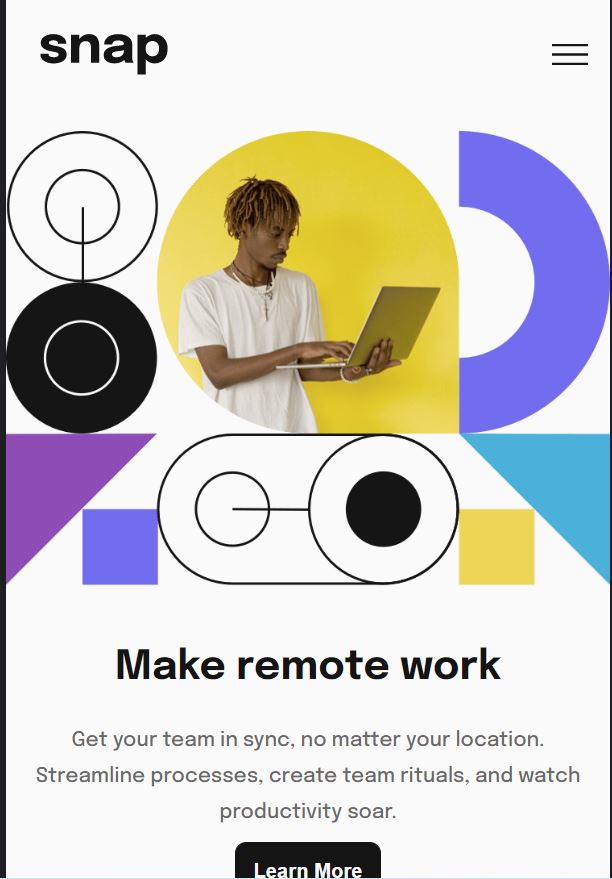 snap
Make remote work
Get your team in sync, no matter your location.
Streamline processes, create team rituals, and watch
productivity soar.
Learn More